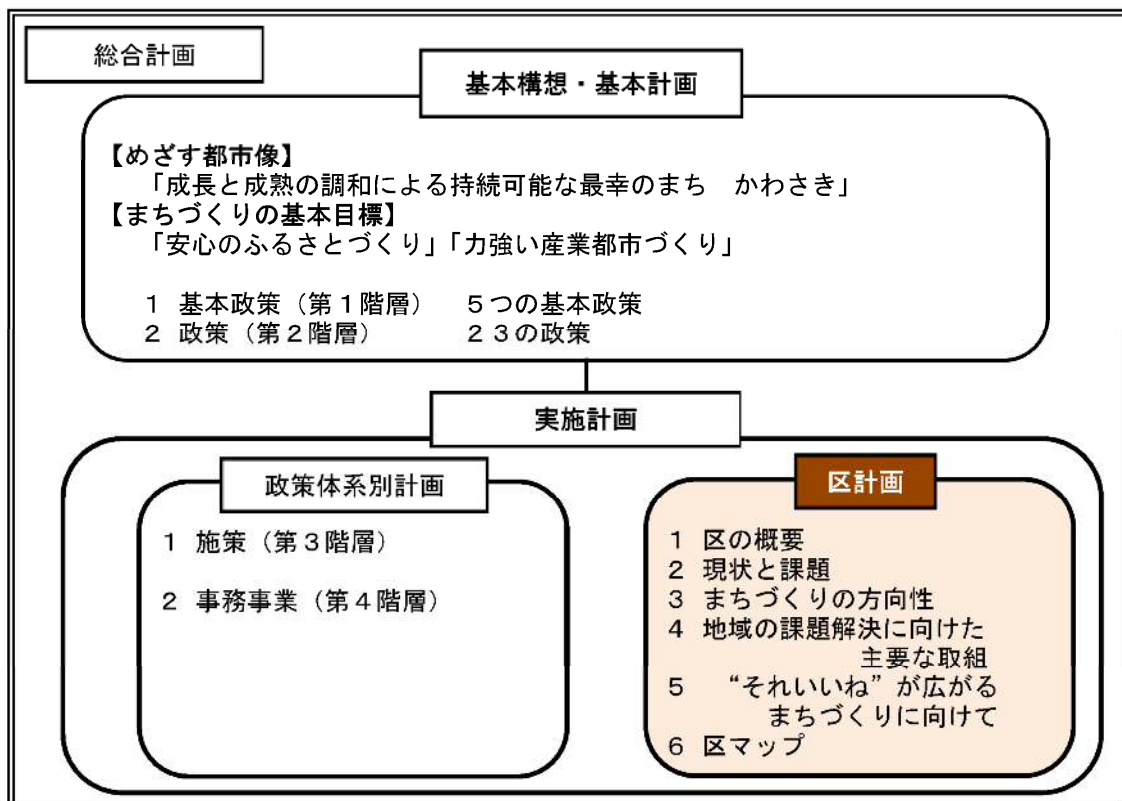 総合計画
基本構想・基本計画
【めざす都市像】
「成長と成熟の調和による持続可能な最幸のまち　かわさき」
【まちづくりの基本目標】
「安心のふるさとづくり」「力強い産業都市づくり」
１ 基本政策（第１階層）　５つの基本政策
２ 政策（第２階層）　２３の政策
実施計画
政策体系別計画
１ 施策（第３階層）
２ 事務事業（第４階層）
区計画
１ 区の概要
２ 現状と課題
３ まちづくりの方向性
４ 地域の課題解決に向けた
主要な取組
５ “それいいね”が広がる
まちづくりに向けて
６ 区マップ